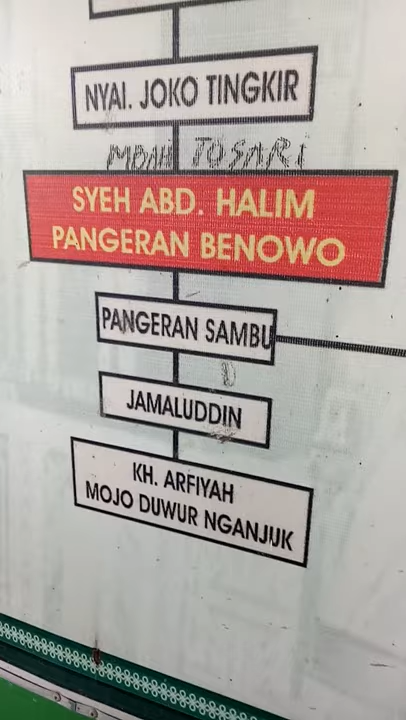 NYAI. JOKO TINGKIR
MBAH TOSARI
SYEH ABD. HALIM
PANGERAN BENOWO
PANGERAN SAMBU
JAMALUDDIN
KH. ARFIYAH
MOJO DUWUR NGANJUK